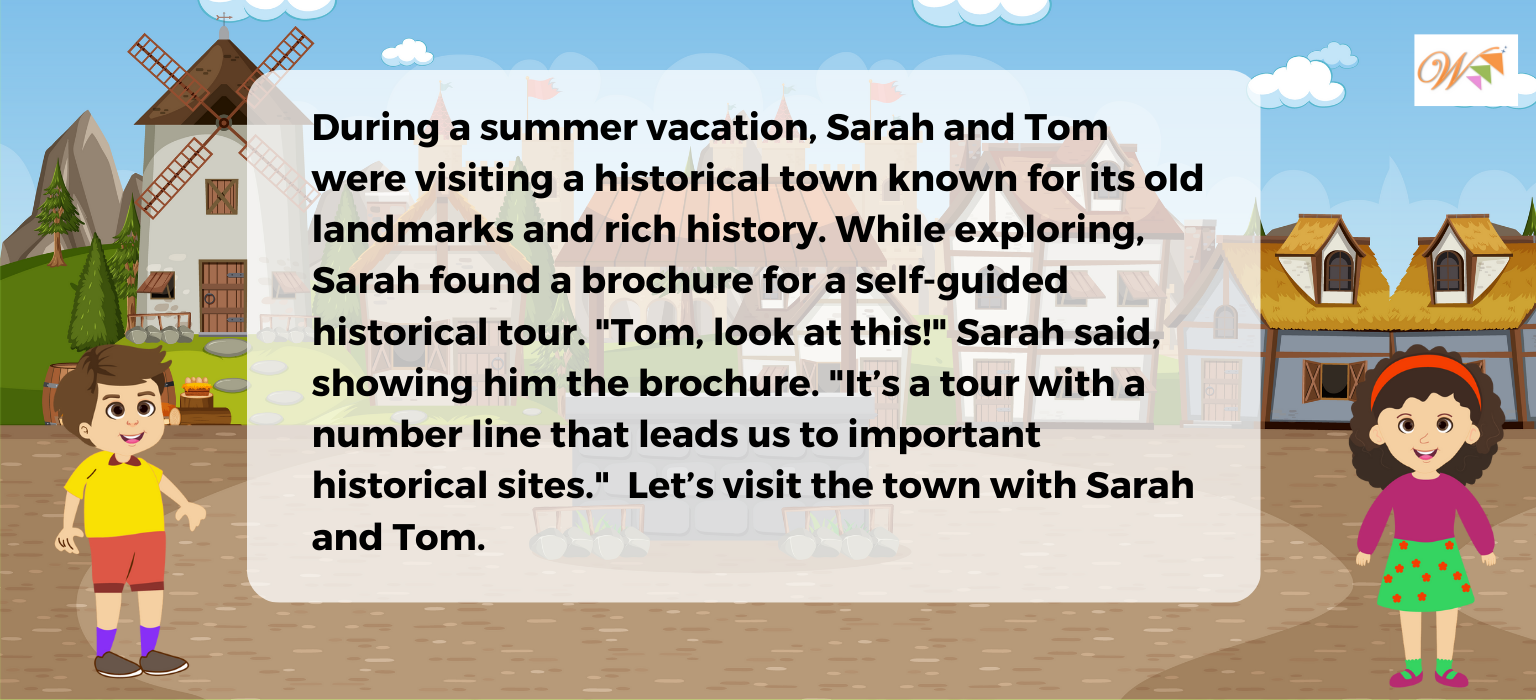 During a summer vacation, Sarah and Tom
were visiting a historical town known for its old
landmarks and rich history. While exploring,
Sarah found a brochure for a self-guided
historical tour. "Tom, look at this!" Sarah said,
showing him the brochure. "It’s a tour with a
number line that leads us to important
historical sites."  Let’s visit the town with Sarah
and Tom.
W